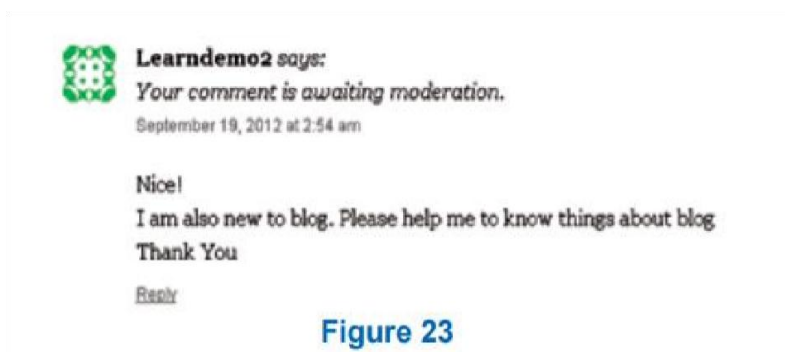 Learndemo2 says:
Your comment is awaiting moderation.
September 19, 2012 at 2:54 am
Nice!
I am also new to blog. Please help me to know things about blog
Thank You
Reply
Figure 23